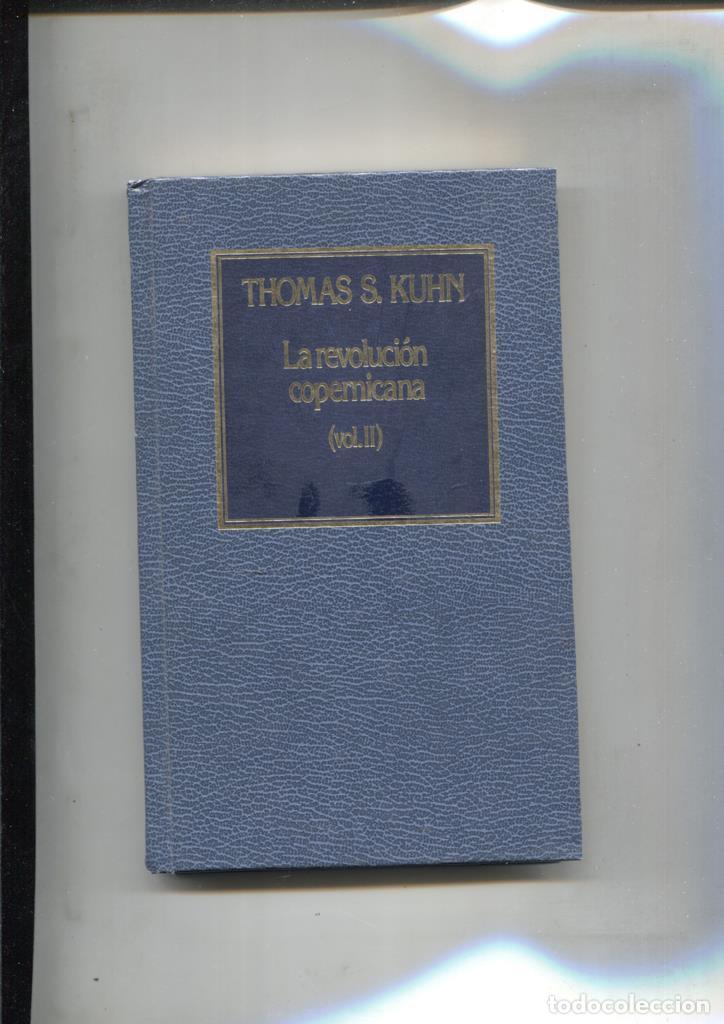 THOMAS S. KUHN
La revolución
copernicana
(vol. II)
todocoleccion